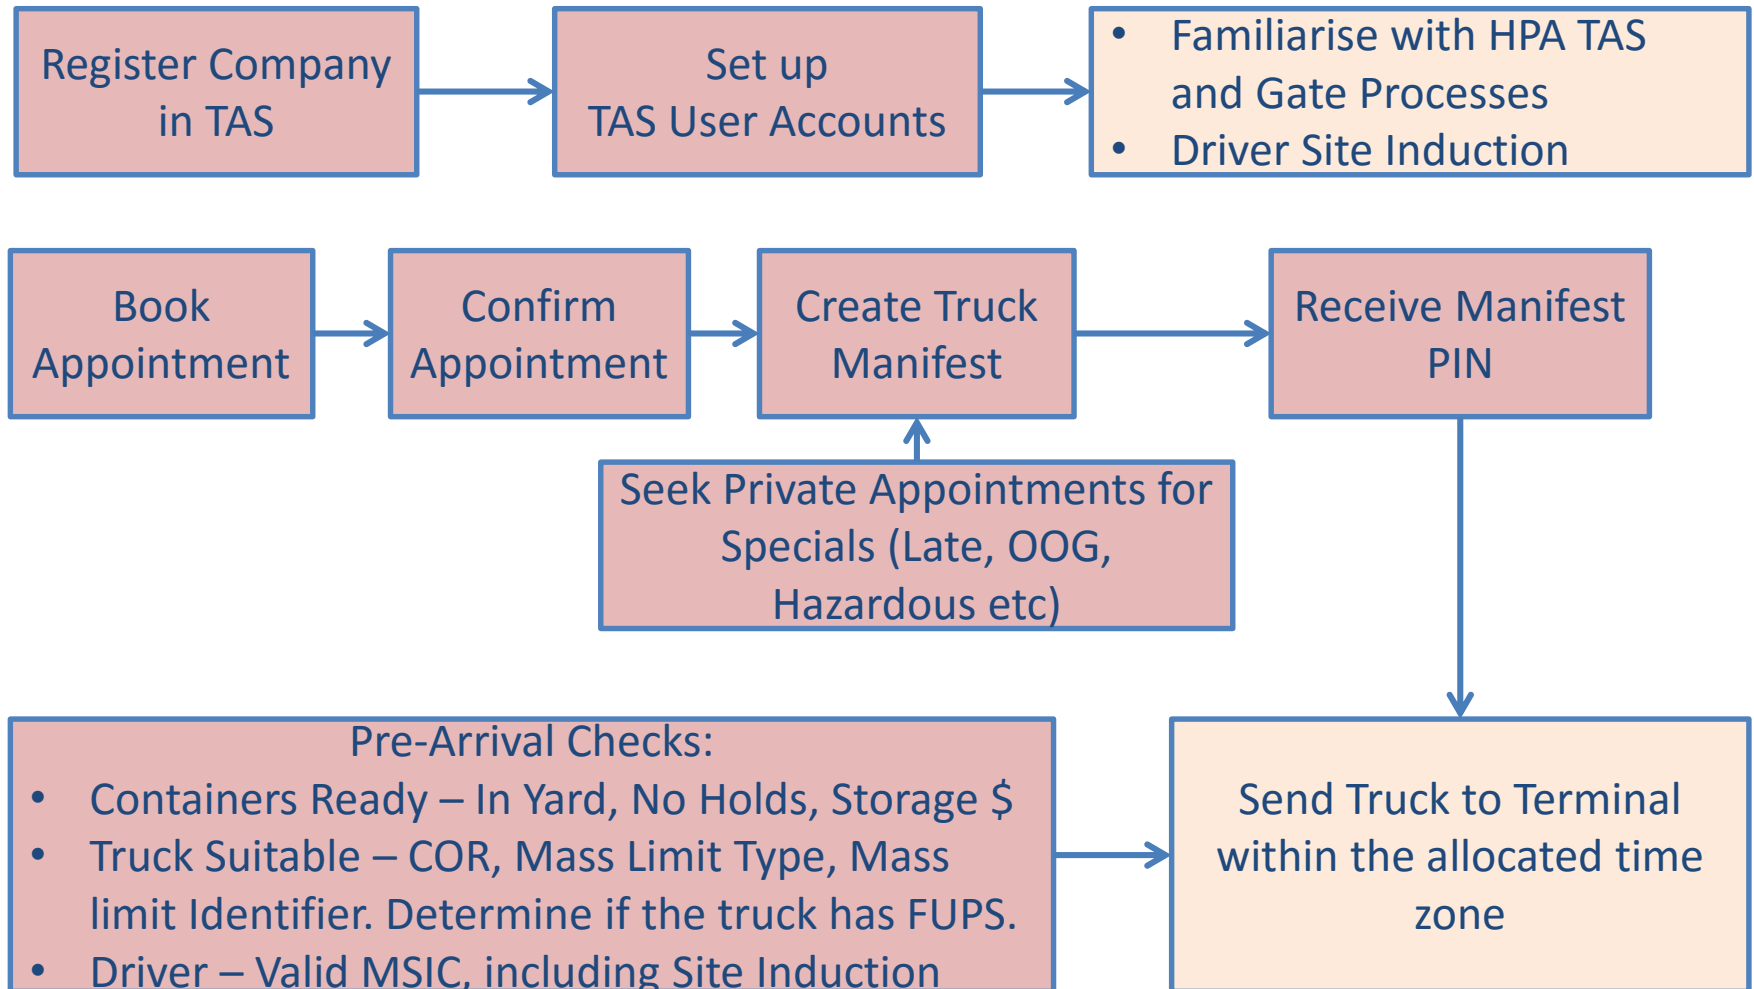 Register Company
in TAS
Set up
TAS User Accounts
• Familiarise with HPA TAS
and Gate Processes
• Driver Site Induction
Book
Appointment
Confirm
Appointment
Create Truck
Manifest
Receive Manifest
PIN
Seek Private Appointments for
Specials (Late, OOG,
Hazardous etc)
Pre-Arrival Checks:
• Containers Ready – In Yard, No Holds, Storage $
• Truck Suitable – COR, Mass Limit Type, Mass
limit Identifier. Determine if the truck has FUPS.
• Driver – Valid MSIC, including Site Induction
Send Truck to Terminal
within the allocated time
zone